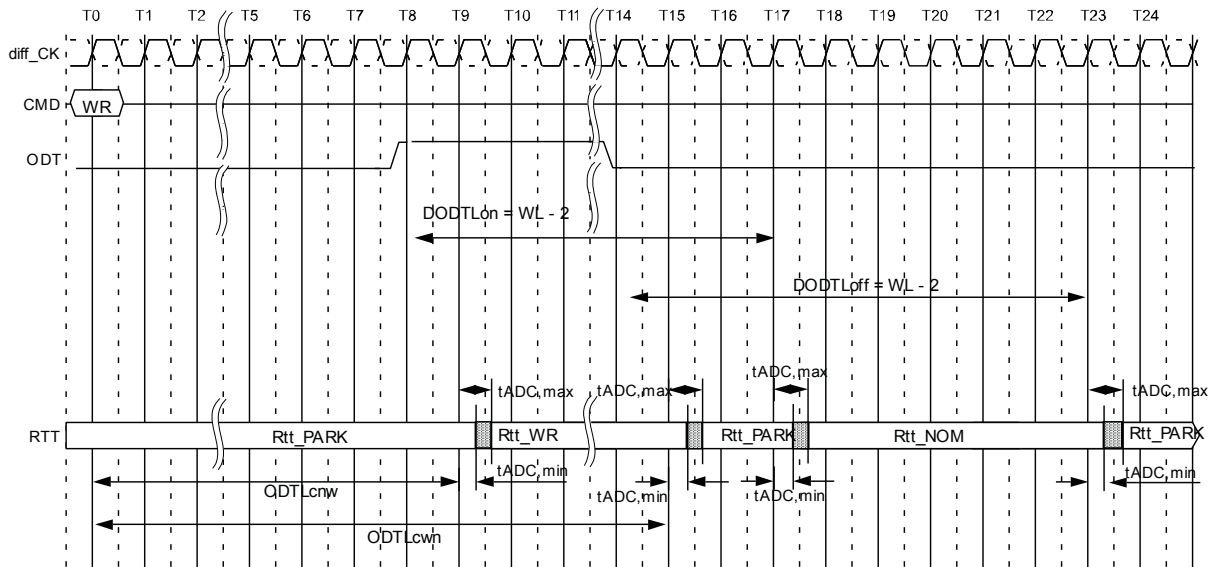 T0 T1 T2 T5 T6 T7 T8 T9 T10 T11 T14 T15 T16 T17 T18 T19 T20 T21 T22 T23 T24
diff_CK
CMD WR
ODT
DODTLon = WL - 2
DODTLoff = WL - 2
tADC,max tADC,max tADC,max tADC,max
RTT Rtt_PARK Rtt_WR Rtt_PARK Rtt_NOM Rtt_PARK
tADC,min tADC,min tADC,min tADC,min
ODTLcnw
ODTLcwn